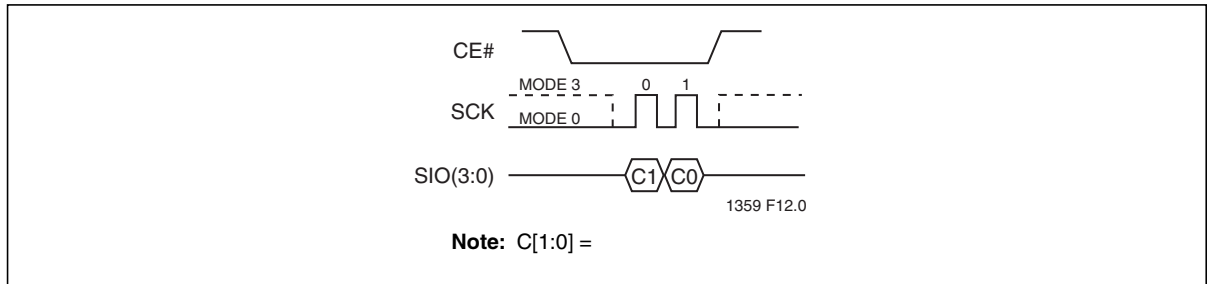 CE#
MODE 3 0 1
SCK
MODE 0
SIO(3:0) C1 C0
1359 F12.0
Note: C[1:0] =